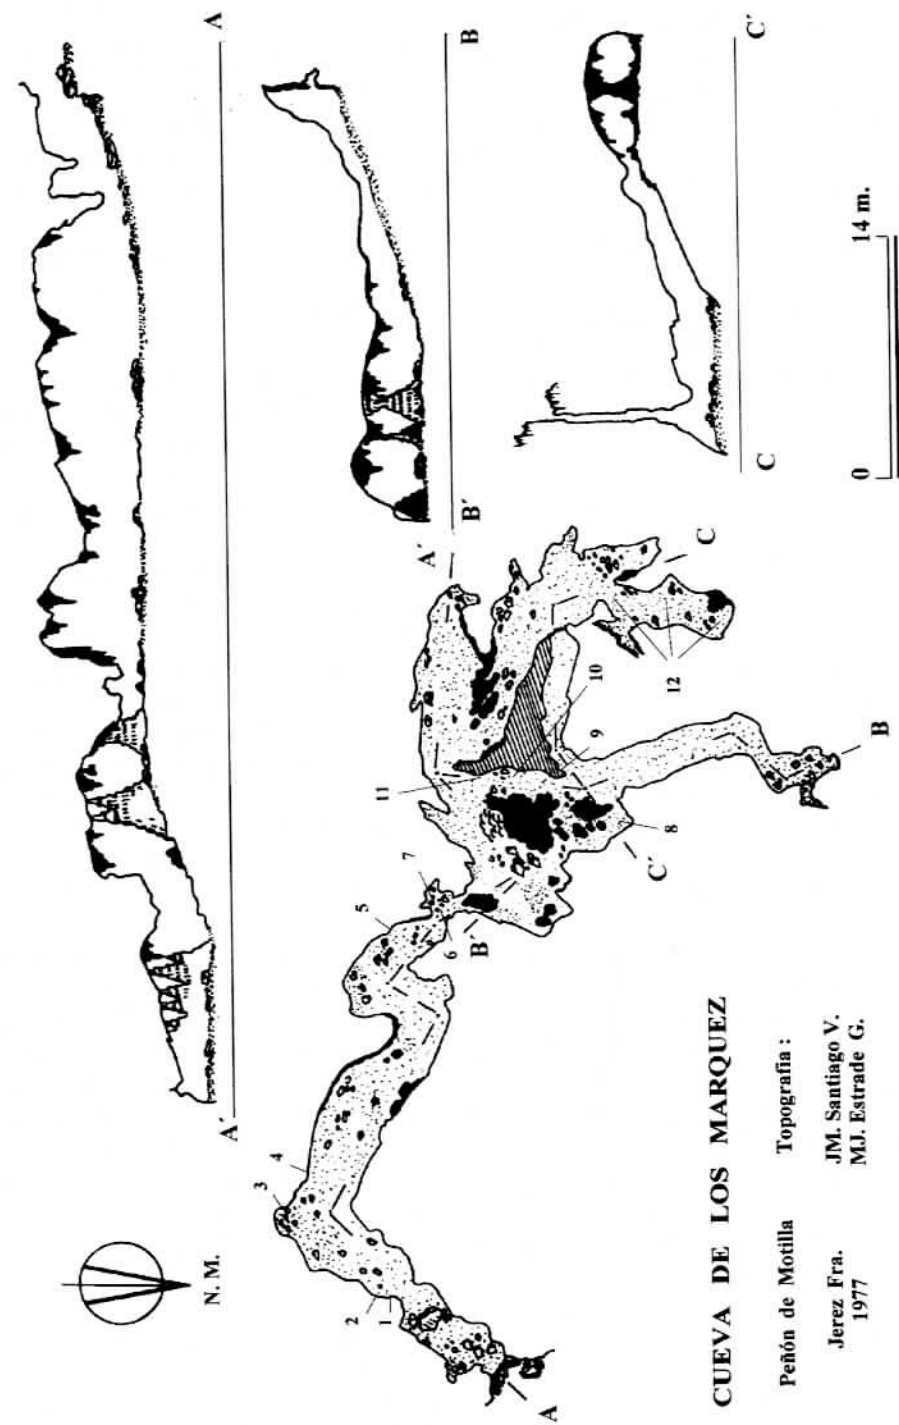 A
A´
B
B´
C´
C
0
14 m.
N. M.
A
A´
B
B´
C
C´
1
2
3
4
5
6
7
8
9
10
11
12
CUEVA DE LOS MARQUEZ
Peñón de Motilla
Topografia :
Jerez Fra.
1977
JM. Santiago V.
MJ. Estrade G.